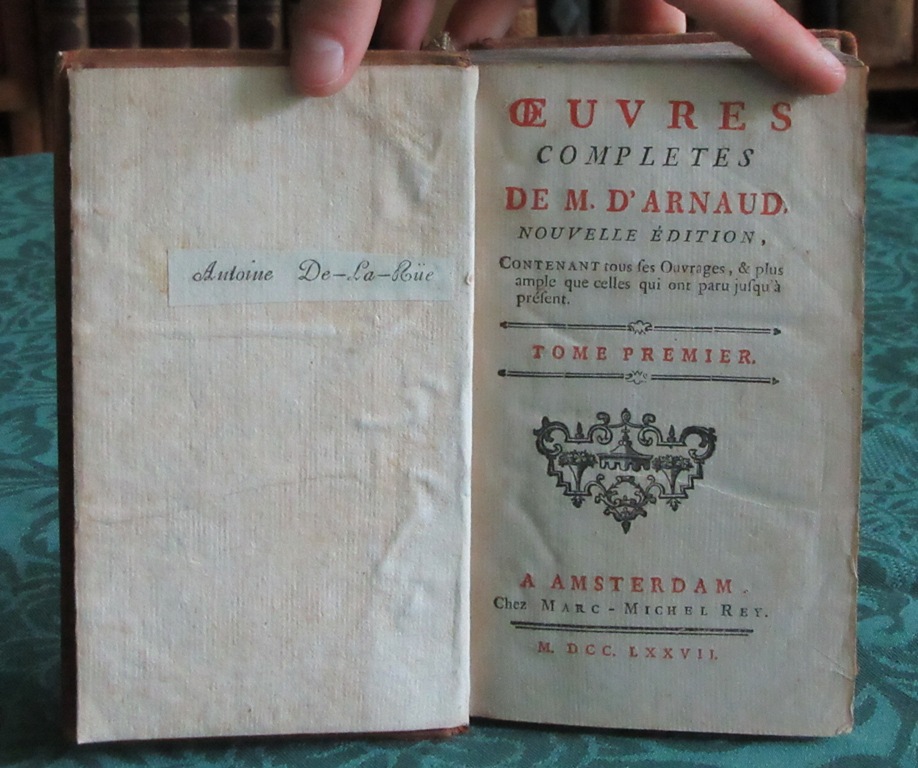 Antoine De-La-Rüe
ŒUVRES
COMPLETES
DE M. D'ARNAUD.
NOUVELLE ÉDITION,
CONTENANT tous ſes Ouvrages, & plus
ample que celles qui ont paru juſqu'à
préſent.
TOME PREMIER.
A AMSTERDAM.
Chez MARC-MICHEL REY.
M. DCC. LXXVII.